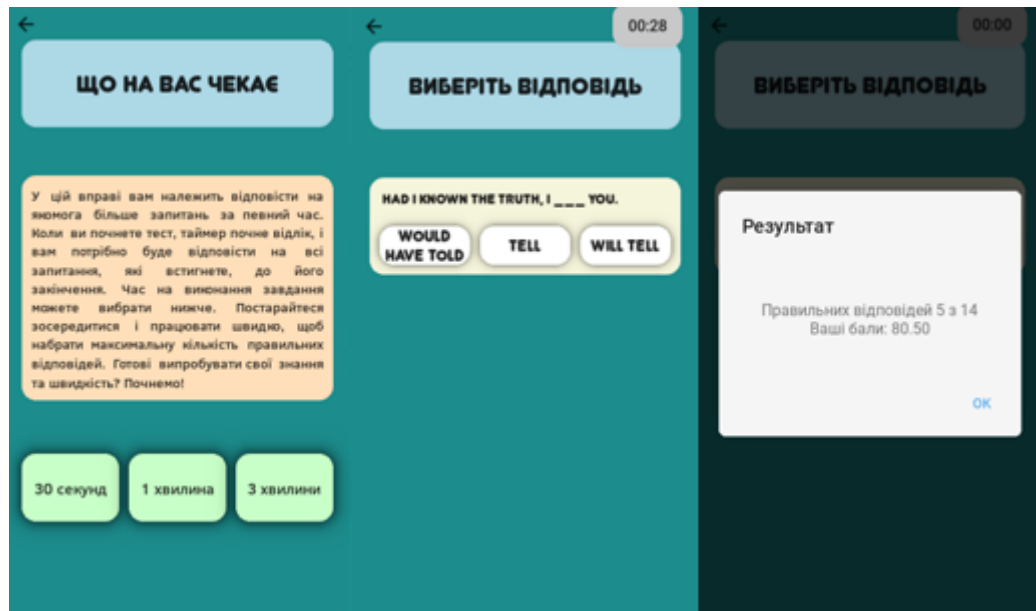 ЩО НА ВАС ЧЕКАЄ
У цій вправі вам належить відповісти на
якомога більше запитань за певний час.
Коли ви почнете тест, таймер почне відлік, і
вам потрібно буде відповісти на всі
запитання, які встигнете, до його
закінчення. Час на виконання завдання
можете вибрати нижче. Постарайтеся
зосередитися і працювати швидко, щоб
набрати максимальну кількість правильних
відповідей. Готові випробувати свої знання
та швидкість? Почнемо!
30 секунд
1 хвилина
3 хвилини
00:28
ВИБЕРІТЬ ВІДПОВІДЬ
HAD I KNOWN THE TRUTH, I ___ YOU.
WOULD
HAVE TOLD
TELL
WILL TELL
00:00
ВИБЕРІТЬ ВІДПОВІДЬ
Результат
Правильних відповідей 5 з 14
Ваші бали: 80.50
OK